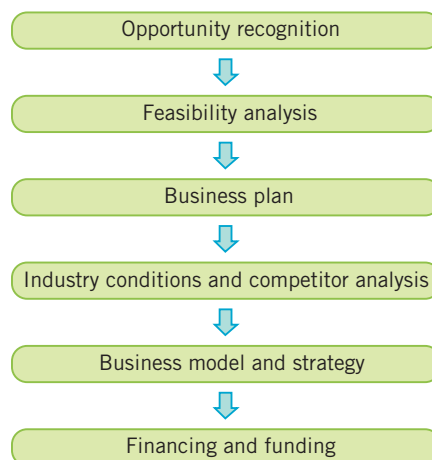 Opportunity recognition
Feasibility analysis
Business plan
Industry conditions and competitor analysis
Business model and strategy
Financing and funding